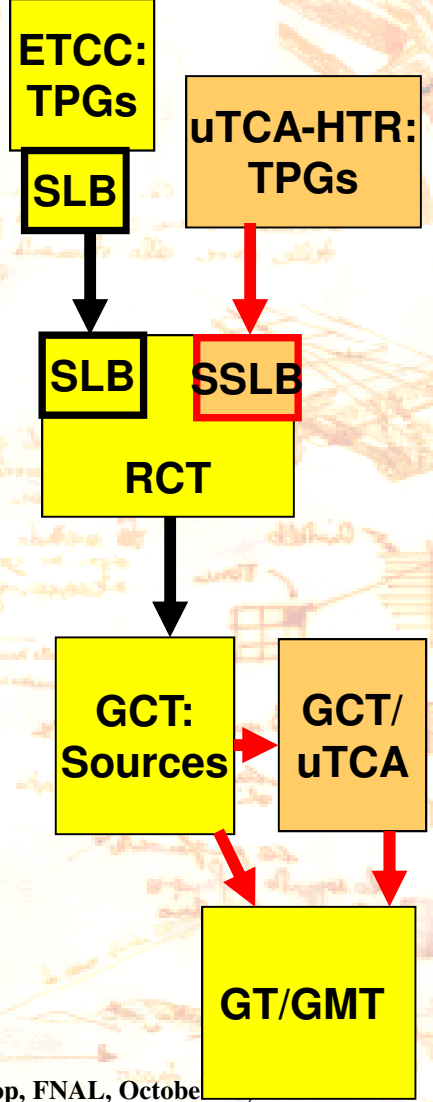 ETCC:
TPGs
SLB
uTCA-HTR:
TPGs
SLB
SSLB
RCT
GCT:
Sources
GCT/
uTCA
GT/GMT
op, FNAL, Octobe